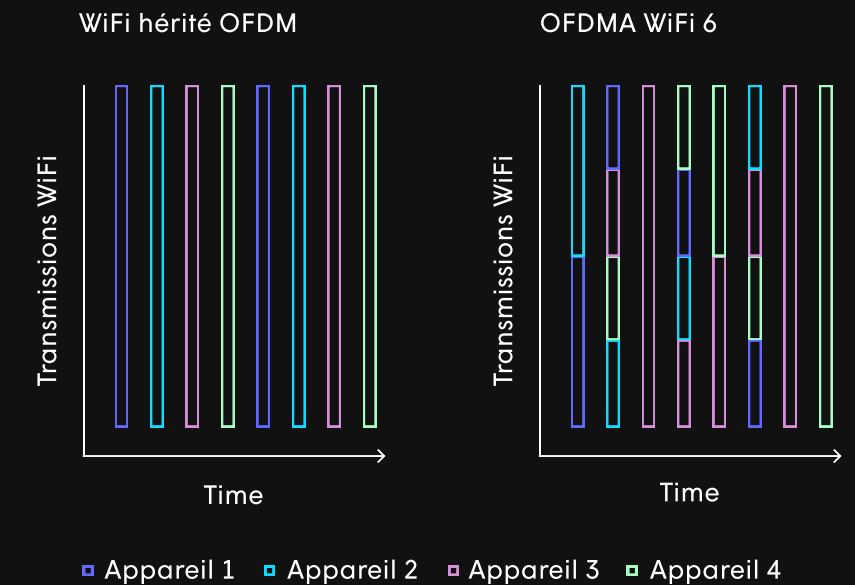 WiFi hérité OFDM
OFDMA WiFi 6
Transmissions WiFi
Transmissions WiFi
Time
Time
Appareil 1
Appareil 2
Appareil 3
Appareil 4